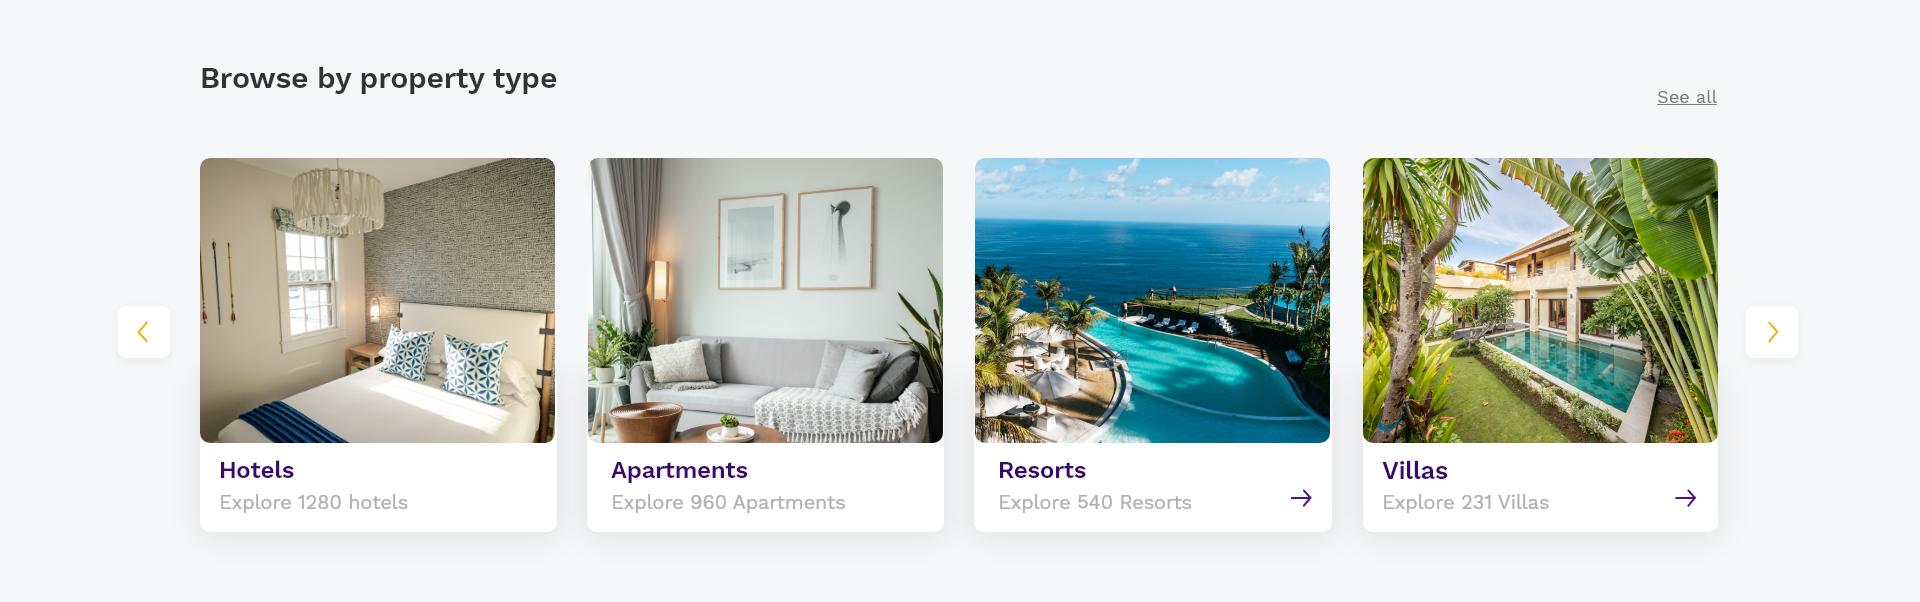 Browse by property type
See all
Hotels
Explore 1280 hotels
Apartments
Explore 960 Apartments
Resorts
Explore 540 Resorts
Villas
Explore 231 Villas